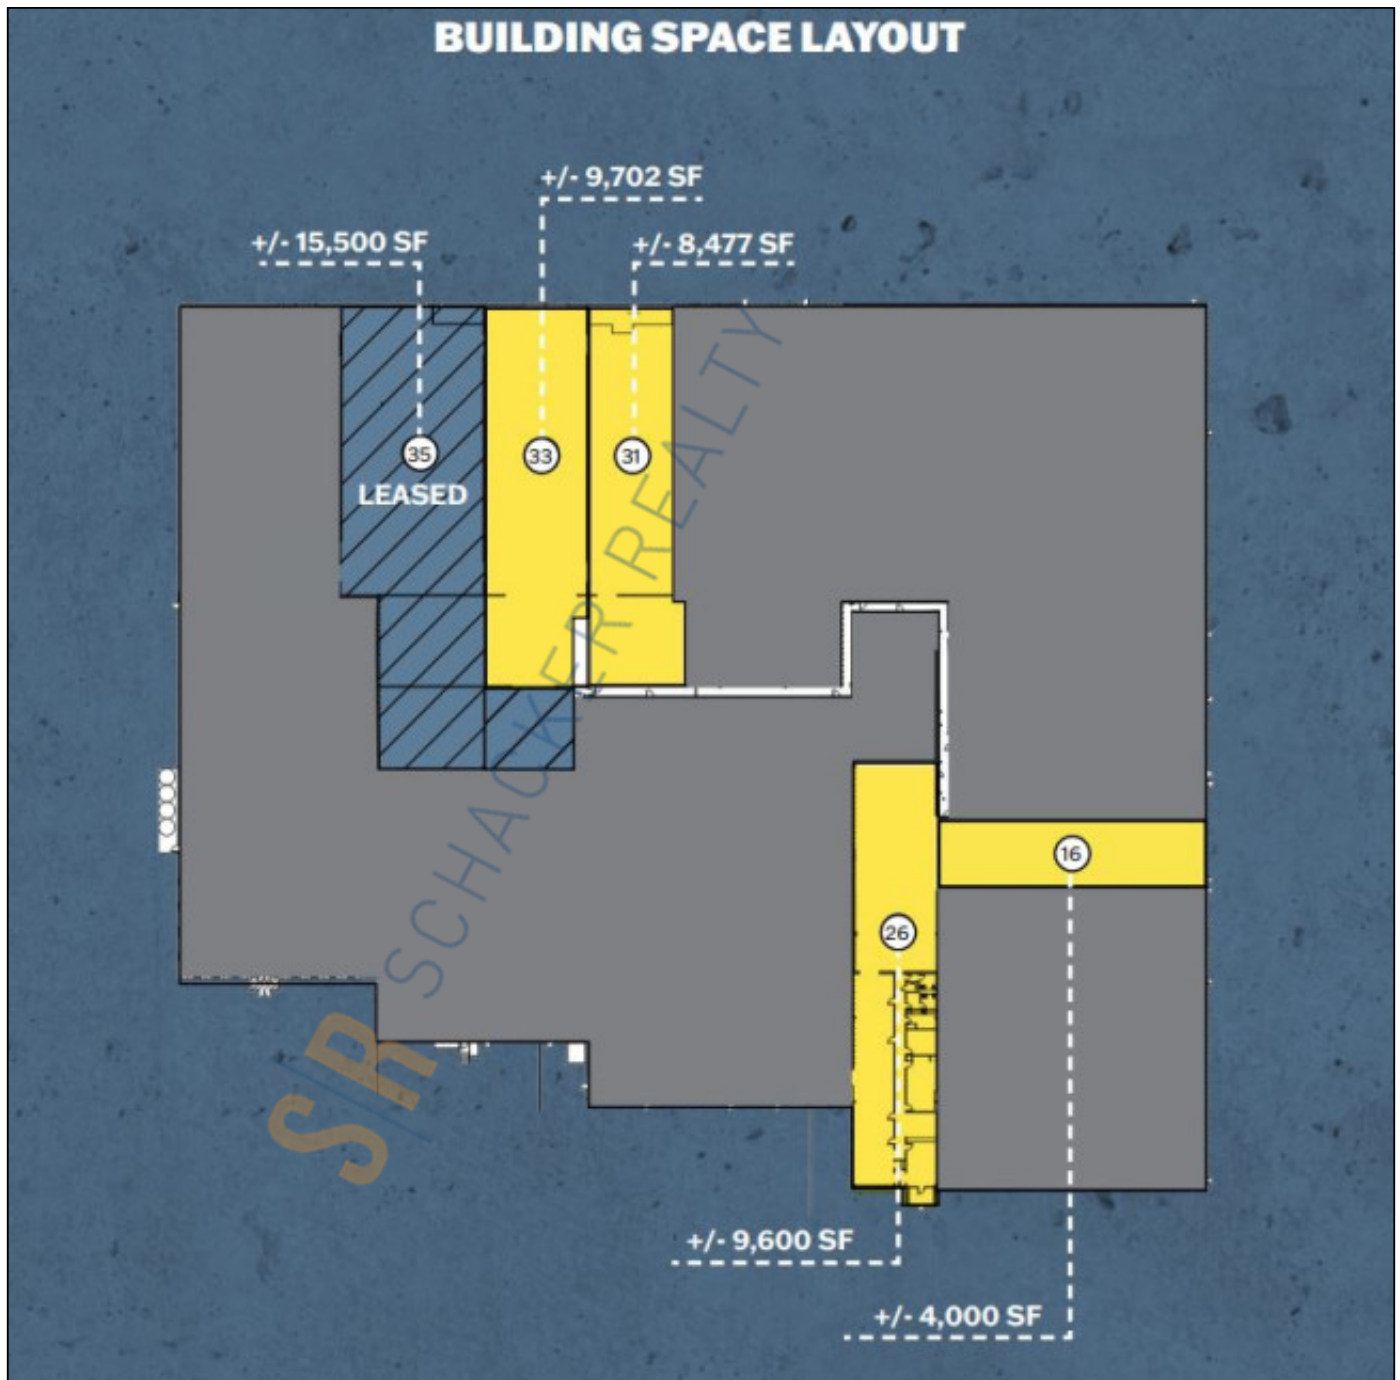 BUILDING SPACE LAYOUT
+/- 9,702 SF
+/- 15,500 SF
+/- 8,477 SF
35
33
31
LEASED
16
26
SR SCHACKER REALTY
+/- 9,600 SF
+/- 4,000 SF